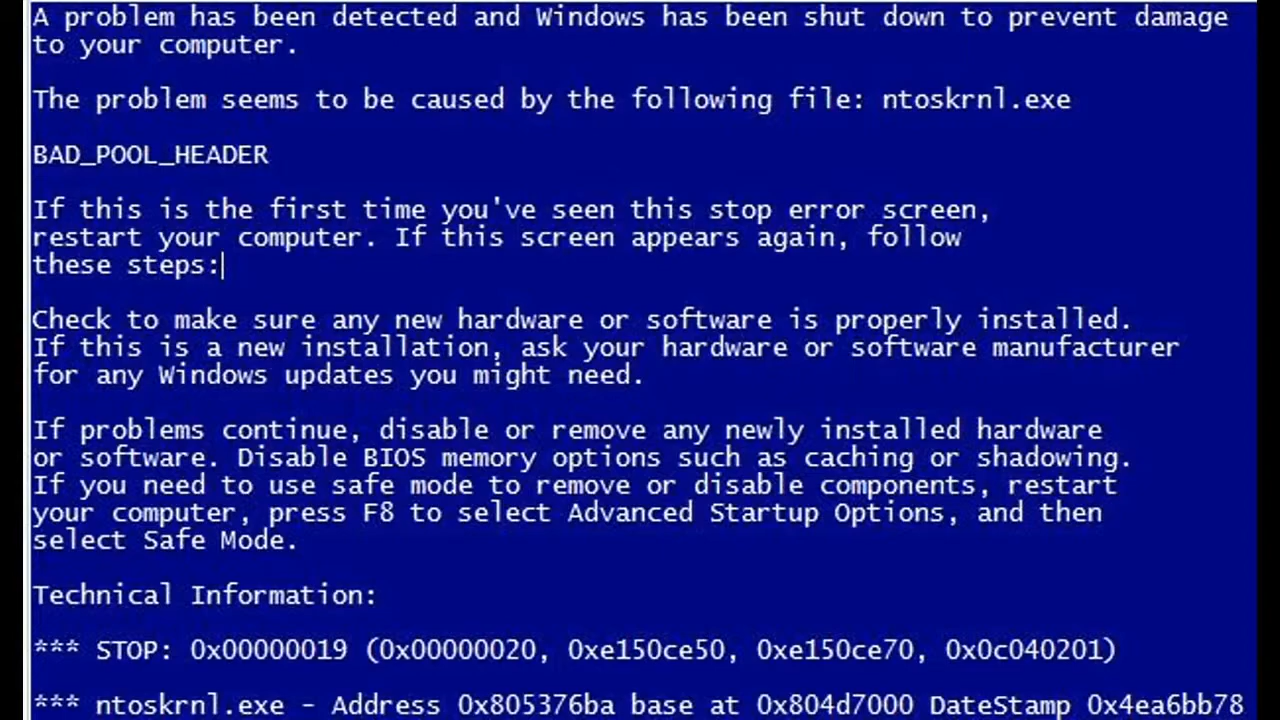 A problem has been detected and Windows has been shut down to prevent damage
to your computer.
The problem seems to be caused by the following file: ntoskrnl.exe
BAD_POOL_HEADER
If this is the first time you've seen this stop error screen,
restart your computer. If this screen appears again, follow
these steps:
Check to make sure any new hardware or software is properly installed.
If this is a new installation, ask your hardware or software manufacturer
for any Windows updates you might need.
If problems continue, disable or remove any newly installed hardware
or software. Disable BIOS memory options such as caching or shadowing.
If you need to use safe mode to remove or disable components, restart
your computer, press F8 to select Advanced Startup Options, and then
select Safe Mode.
Technical Information:
*** STOP: 0x00000019 (0x00000020, 0xe150ce50, 0xe150ce70, 0x0c040201)
*** ntoskrnl.exe - Address 0x805376ba base at 0x804d7000 DateStamp 0x4ea6bb78